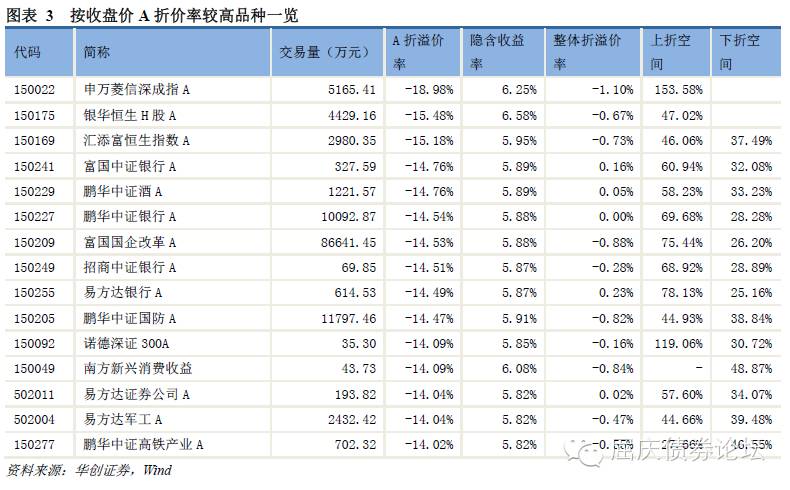 图表 3 按收盘价 A 折价率较高品种一览
代码 简称 交易量（万元） A 折溢价率 隐含收益率 整体折溢价率 上折空间 下折空间
150022 申万菱信深成指 A 5165.41 -18.98% 6.25% -1.10% 153.58%
150175 银华恒生 H 股 A 4429.16 -15.48% 6.58% -0.67% 47.02%
150169 汇添富恒生指数 A 2980.35 -15.18% 5.95% -0.73% 46.06% 37.49%
150241 富国中证银行 A 327.59 -14.76% 5.89% 0.16% 60.94% 32.08%
150229 鹏华中证酒 A 1221.57 -14.76% 5.89% 0.05% 58.23% 33.23%
150227 鹏华中证银行 A 10092.87 -14.54% 5.88% 0.00% 69.68% 28.28%
150209 富国国企改革 A 86641.45 -14.53% 5.88% -0.88% 75.44% 26.20%
150249 招商中证银行 A 69.85 -14.51% 5.87% -0.28% 68.92% 28.89%
150255 易方达银行 A 614.53 -14.49% 5.87% 0.23% 78.13% 25.16%
150205 鹏华中证国防 A 11797.46 -14.47% 5.91% -0.82% 44.93% 38.84%
150092 诺德深证 300A 35.30 -14.09% 5.85% -0.16% 119.06% 30.72%
150049 南方新兴消费收益 43.73 -14.09% 6.08% -0.84% - 48.87%
502011 易方达证券公司 A 193.82 -14.04% 5.82% 0.02% 57.60% 34.07%
502004 易方达军工 A 2432.42 -14.04% 5.82% -0.47% 44.66% 39.48%
150277 鹏华中证高铁产业 A 702.32 -14.02% 5.82% -0.55%
屈庆债券论坛
资料来源：华创证券，Wind